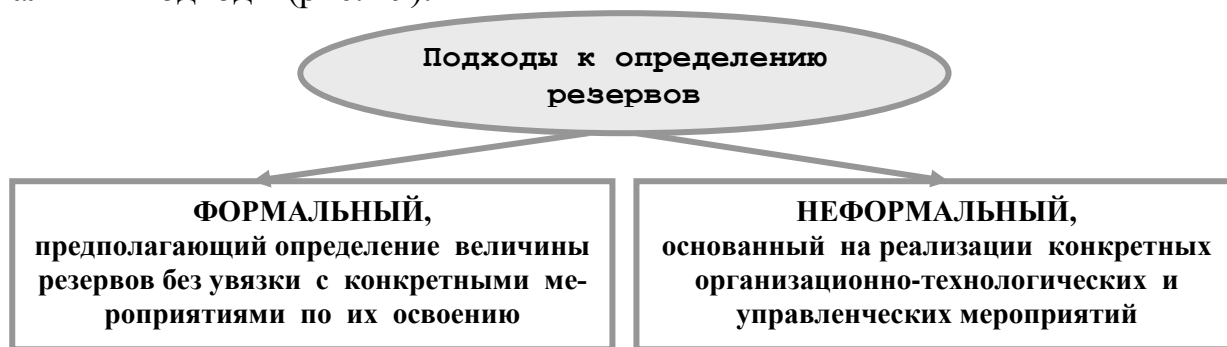 Подходы к определению
резервов
ФОРМАЛЬНЫЙ,
предполагающий определение величины
резервов без увязки с конкретными ме-
роприятиями по их освоению
НЕФОРМАЛЬНЫЙ,
основанный на реализации конкретных
организационно-технологических и
управленческих мероприятий